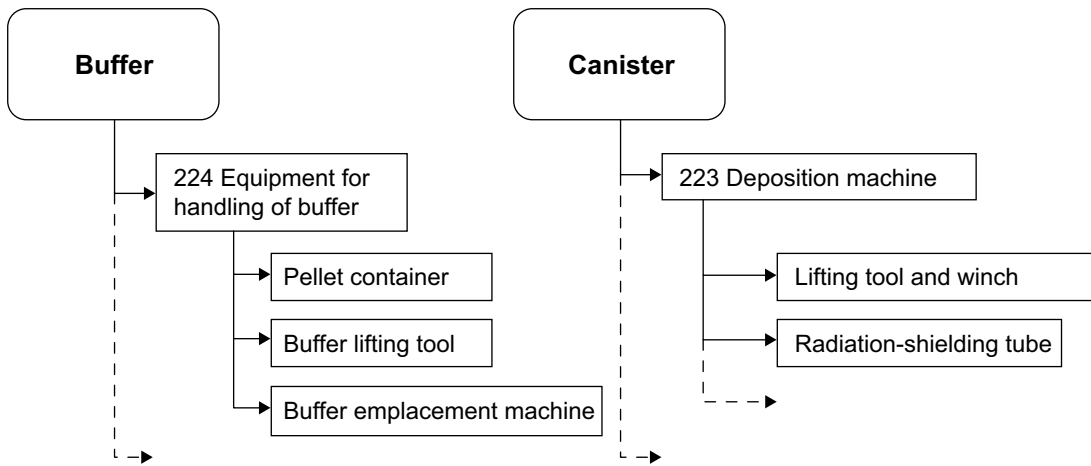 Buffer
224 Equipment for
handling of buffer
Pellet container
Buffer lifting tool
Buffer emplacement machine
Canister
223 Deposition machine
Lifting tool and winch
Radiation-shielding tube